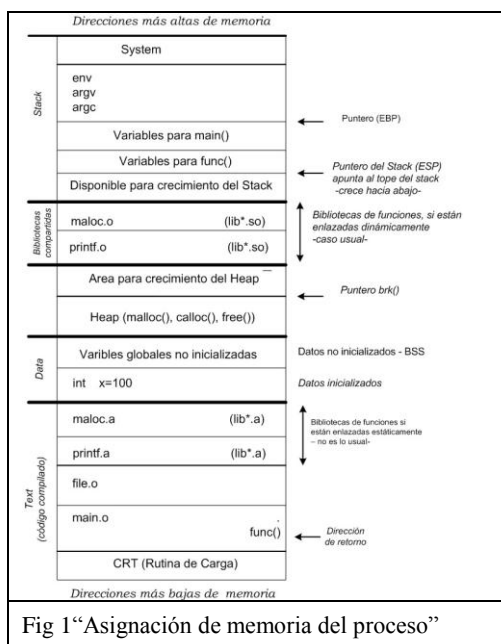 Direcciones más altas de memoria
System
Stack
env
argv
argc
Puntero (EBP)
Variables para main()
Variables para func()
Puntero del Stack (ESP)
apunta al tope del stack
-crece hacia abajo-
Disponible para crecimiento del Stack
Bibliotecas
compartidas
maloc.o (lib*.so)
printf.o (lib*.so)
Bibliotecas de funciones, si están
enlazadas dinámicamente
-caso usual-
Area para crecimiento del Heap
Puntero brk()
Heap (malloc(), calloc(), free())
Data
Varibles globales no inicializadas
Datos no inicializados - BSS
int x=100
Datos inicializados
Text
(código compilado)
maloc.a (lib*.a)
printf.a (lib*.a)
Bibliotecas de funciones si
están enlazadas estáticamente
– no es lo usual-
file.o
main.o
func()
Dirección
de retorno
CRT (Rutina de Carga)
Direcciones más bajas de memoria
Fig 1“Asignación de memoria del proceso”